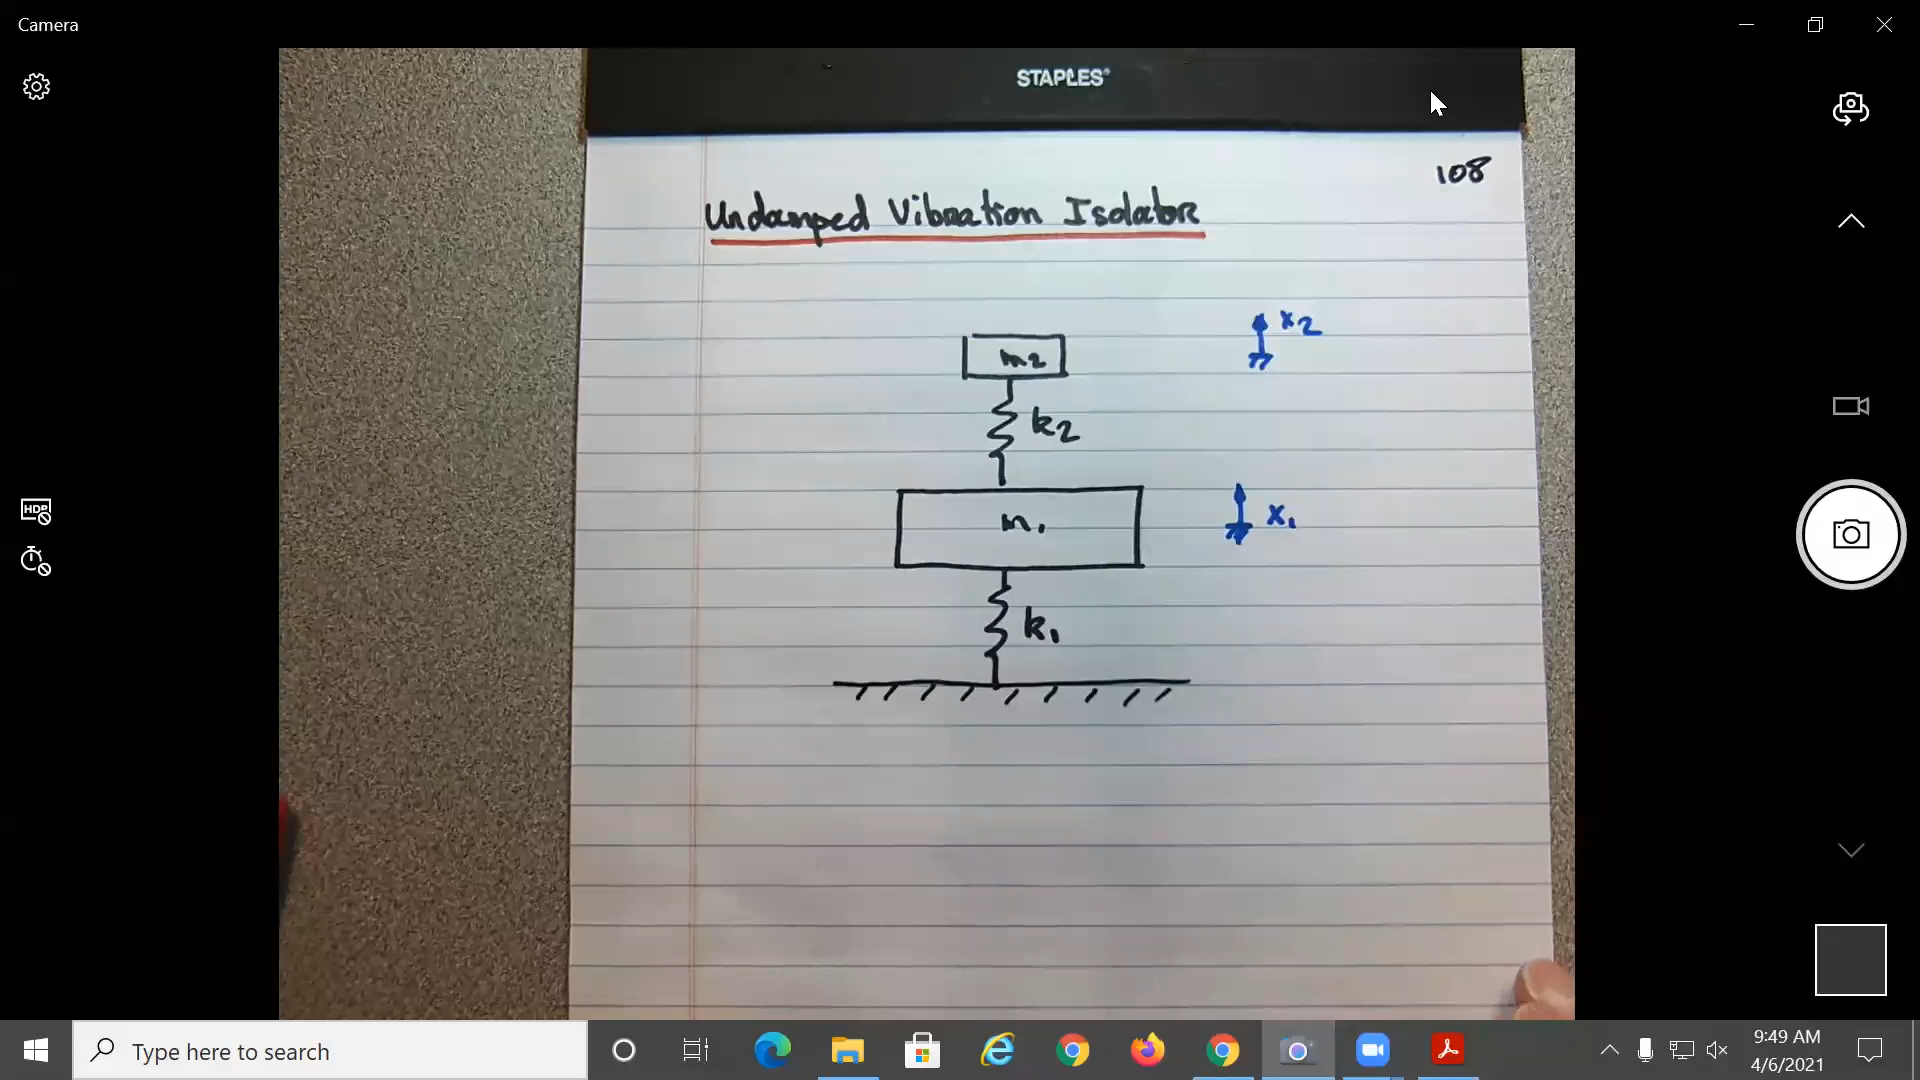 Camera
STAPLES
108
Undamped Vibration Isolator
x2
m2
k2
m1
x1
k1
HDR
Type here to search
9:49 AM
4/6/2021